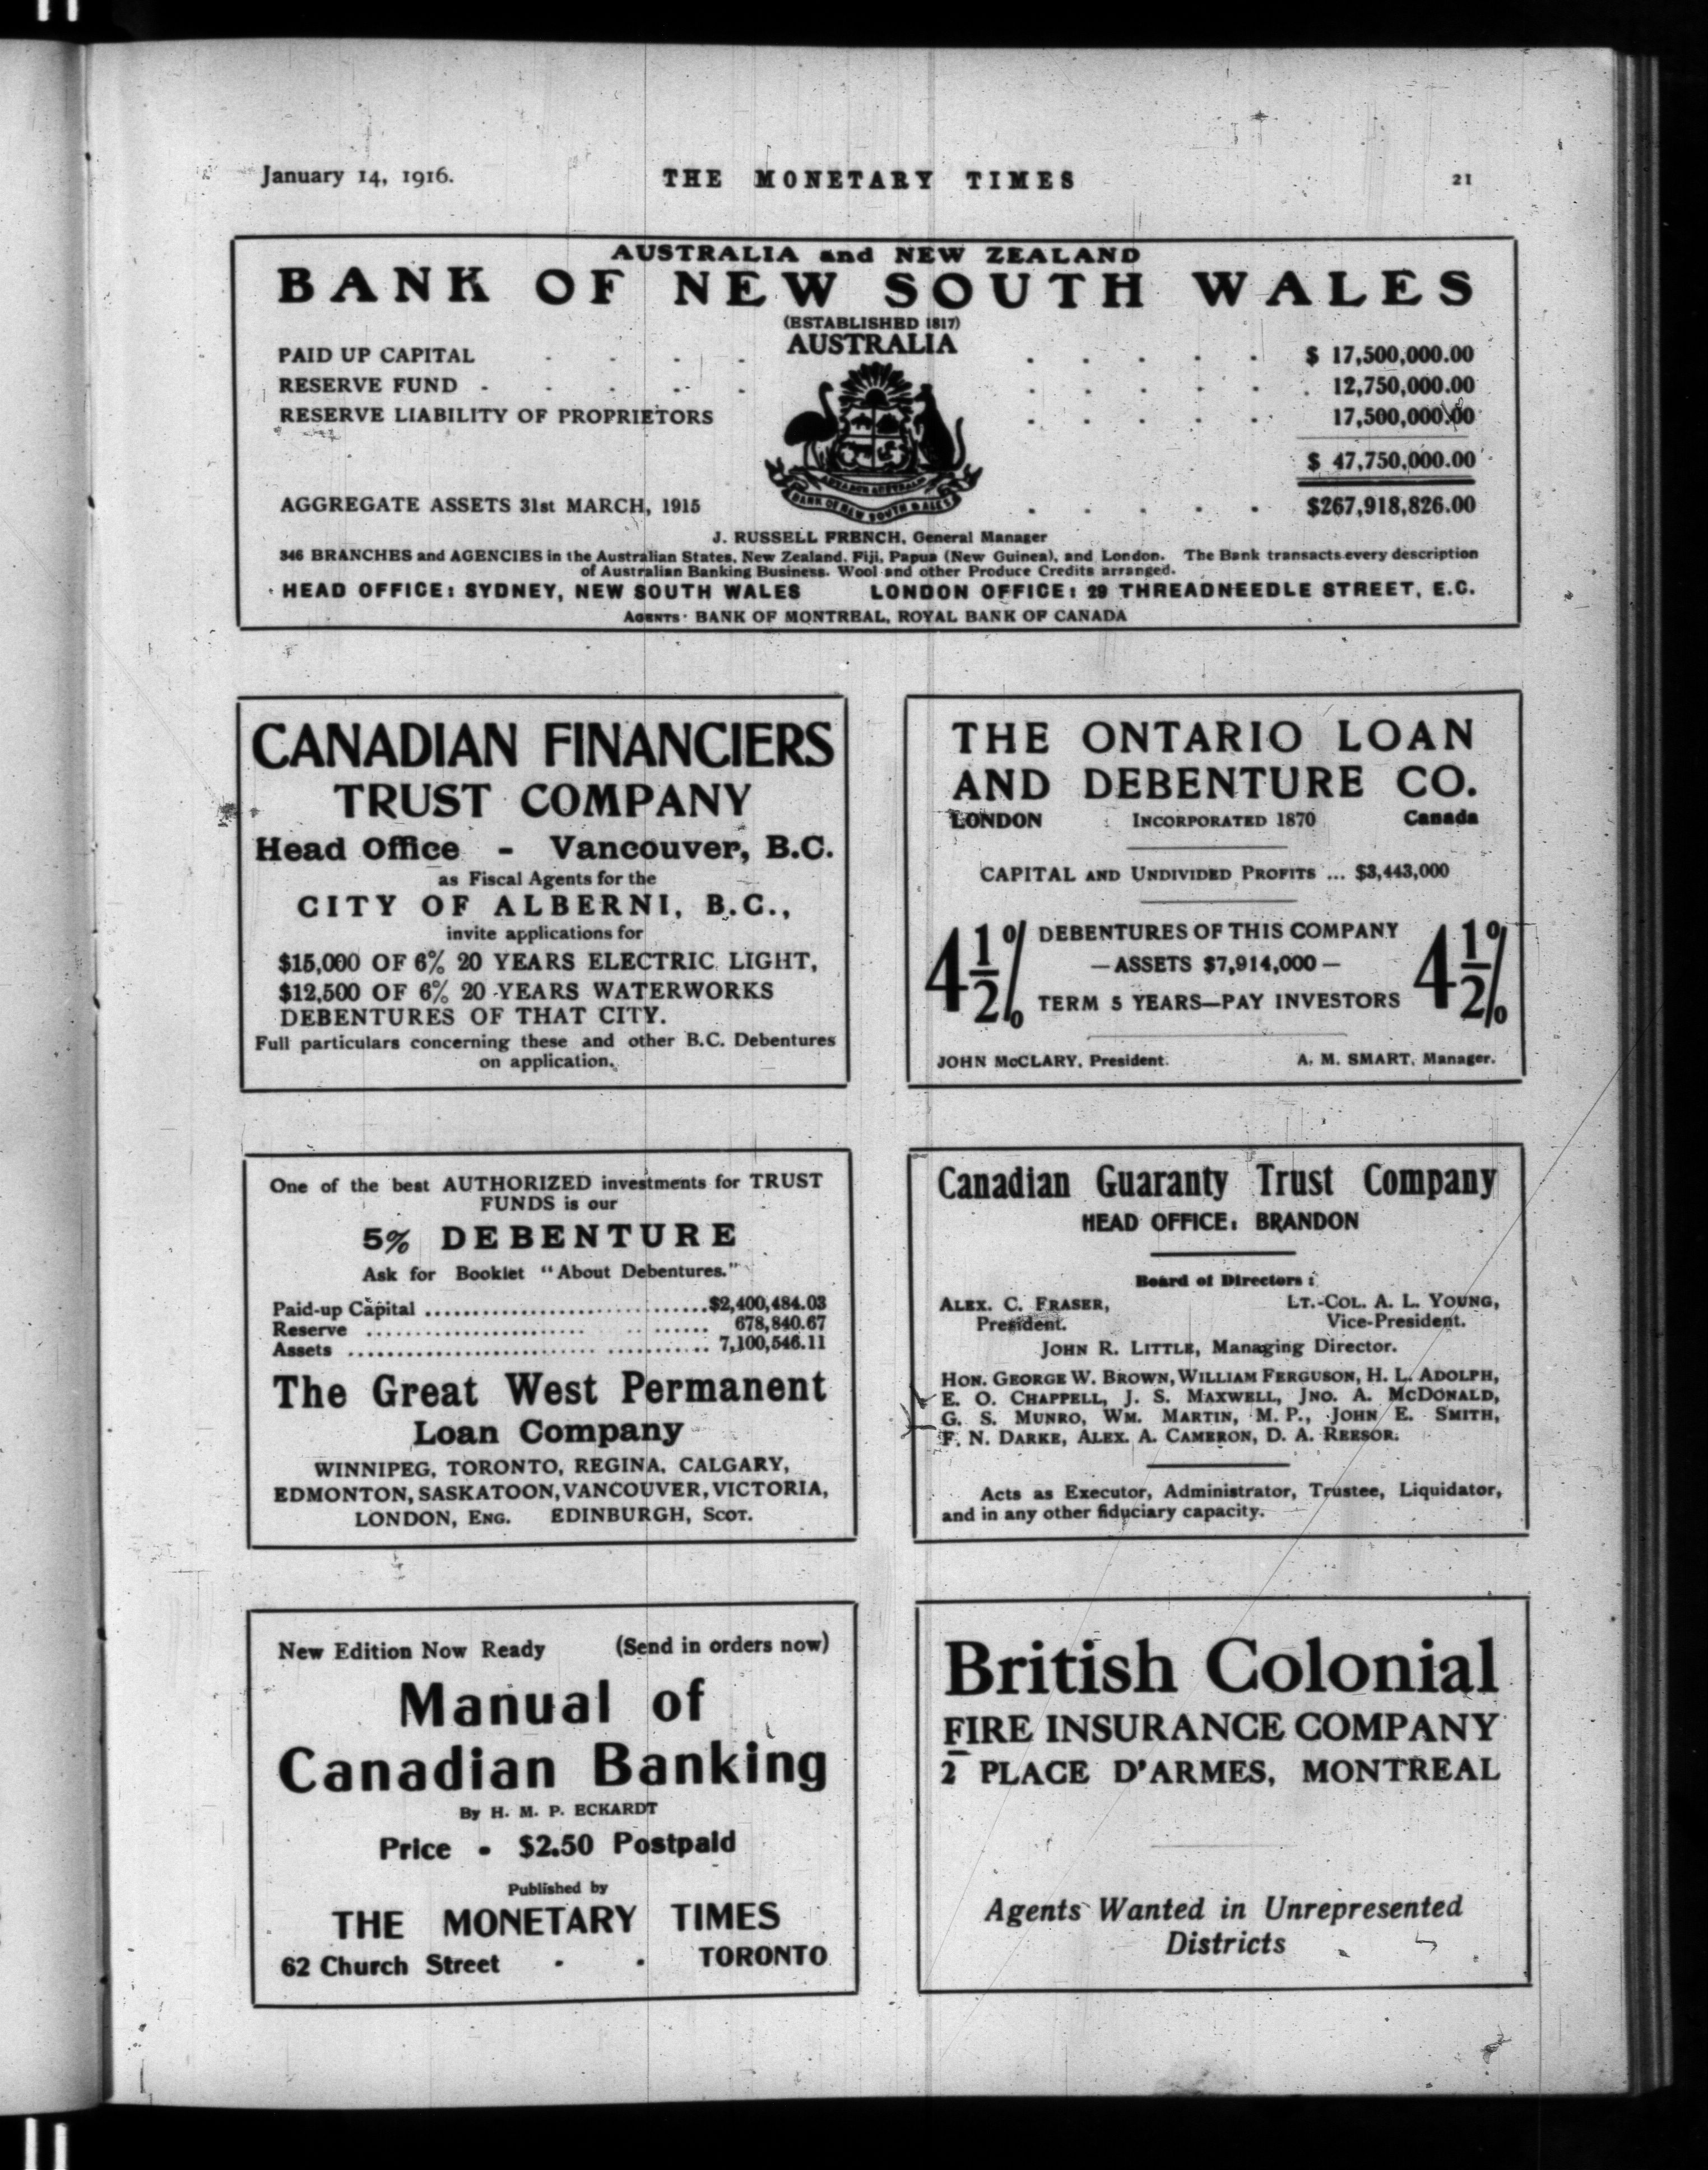 January 14, 1916.
THE MONETARY TIMES
21
AUSTRALIA and NEW ZEALAND
BANK OF NEW SOUTH WALES
(ESTABLISHED 1817)
AUSTRALIA
PAID UP CAPITAL - - - - - - - - - $ 17,500,000.00
RESERVE FUND - - - - - - - - - - 12,750,000.00
RESERVE LIABILITY OF PROPRIETORS - - - - - 17,500,000.00
$ 47,750,000.00
ADVANCE AUSTRALIA
BANK OF NEW SOUTH WALES
AGGREGATE ASSETS 31st MARCH, 1915 - - - - - $267,918,826.00
J. RUSSELL FRENCH, General Manager
346 BRANCHES and AGENCIES in the Australian States, New Zealand, Fiji, Papua (New Guinea), and London. The Bank transacts every description
of Australian Banking Business. Wool and other Produce Credits arranged.
HEAD OFFICE: SYDNEY, NEW SOUTH WALES LONDON OFFICE: 29 THREADNEEDLE STREET, E.C.
AGENTS: BANK OF MONTREAL, ROYAL BANK OF CANADA
CANADIAN FINANCIERS
TRUST COMPANY
Head Office - Vancouver, B.C.
as Fiscal Agents for the
CITY OF ALBERNI, B.C.,
invite applications for
$15,000 OF 6% 20 YEARS ELECTRIC LIGHT,
$12,500 OF 6% 20 YEARS WATERWORKS
DEBENTURES OF THAT CITY.
Full particulars concerning these and other B.C. Debentures
on application.
THE ONTARIO LOAN
AND DEBENTURE CO.
LONDON INCORPORATED 1870 Canada
CAPITAL AND UNDIVIDED PROFITS ... $3,443,000
4½% DEBENTURES OF THIS COMPANY 4½%
—ASSETS $7,914,000—
TERM 5 YEARS—PAY INVESTORS
JOHN McCLARY, President. A. M. SMART, Manager.
One of the best AUTHORIZED investments for TRUST
FUNDS is our
5% DEBENTURE
Ask for Booklet "About Debentures."
Paid-up Capital ..............................$2,400,484.03
Reserve .............................. 678,840.67
Assets .............................. 7,100,546.11
The Great West Permanent
Loan Company
WINNIPEG, TORONTO, REGINA, CALGARY,
EDMONTON, SASKATOON, VANCOUVER, VICTORIA,
LONDON, ENG. EDINBURGH, SCOT.
Canadian Guaranty Trust Company
HEAD OFFICE: BRANDON
Board of Directors:
ALEX. C. FRASER, LT.-COL. A. L. YOUNG,
President. Vice-President.
JOHN R. LITTLE, Managing Director.
HON. GEORGE W. BROWN, WILLIAM FERGUSON, H. L. ADOLPH,
E. O. CHAPPELL, J. S. MAXWELL, JNO. A. McDONALD,
G. S. MUNRO, WM. MARTIN, M. P., JOHN E. SMITH,
F. N. DARKE, ALEX. A. CAMERON, D. A. REESOR.
Acts as Executor, Administrator, Trustee, Liquidator,
and in any other fiduciary capacity.
New Edition Now Ready (Send in orders now)
Manual of
Canadian Banking
By H. M. P. ECKARDT
Price - $2.50 Postpaid
Published by
THE MONETARY TIMES
62 Church Street - - TORONTO
British Colonial
FIRE INSURANCE COMPANY
2 PLACE D'ARMES, MONTREAL
Agents Wanted in Unrepresented
Districts